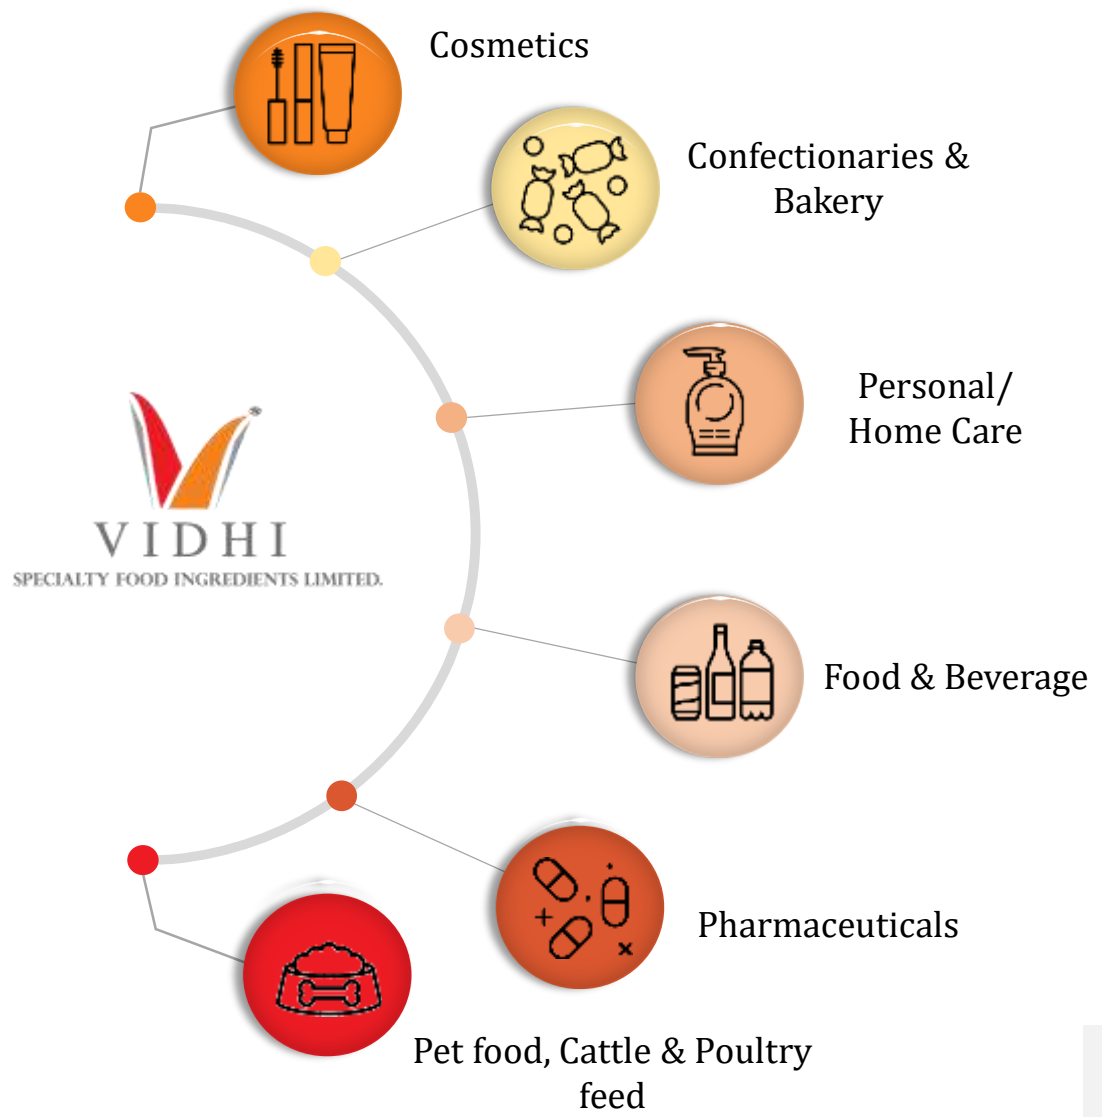 Cosmetics
Confectionaries &
Bakery
Personal/
Home Care
®
VIDHI
SPECIALTY FOOD INGREDIENTS LIMITED.
Food & Beverage
Pharmaceuticals
Pet food, Cattle & Poultry
feed